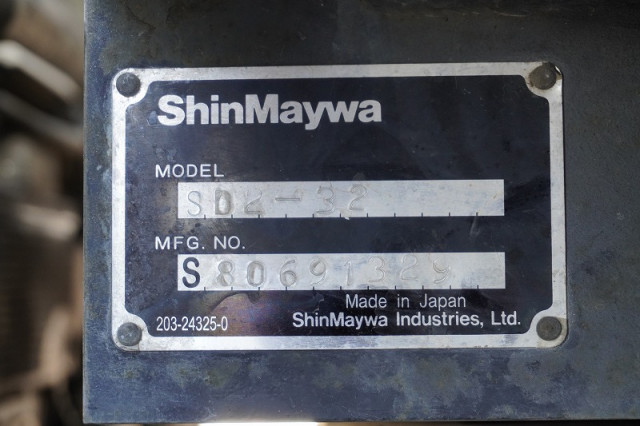 ShinMaywa
MODEL
MFG. NO.
S
Made in Japan
203-24325-0
ShinMaywa Industries, Ltd.